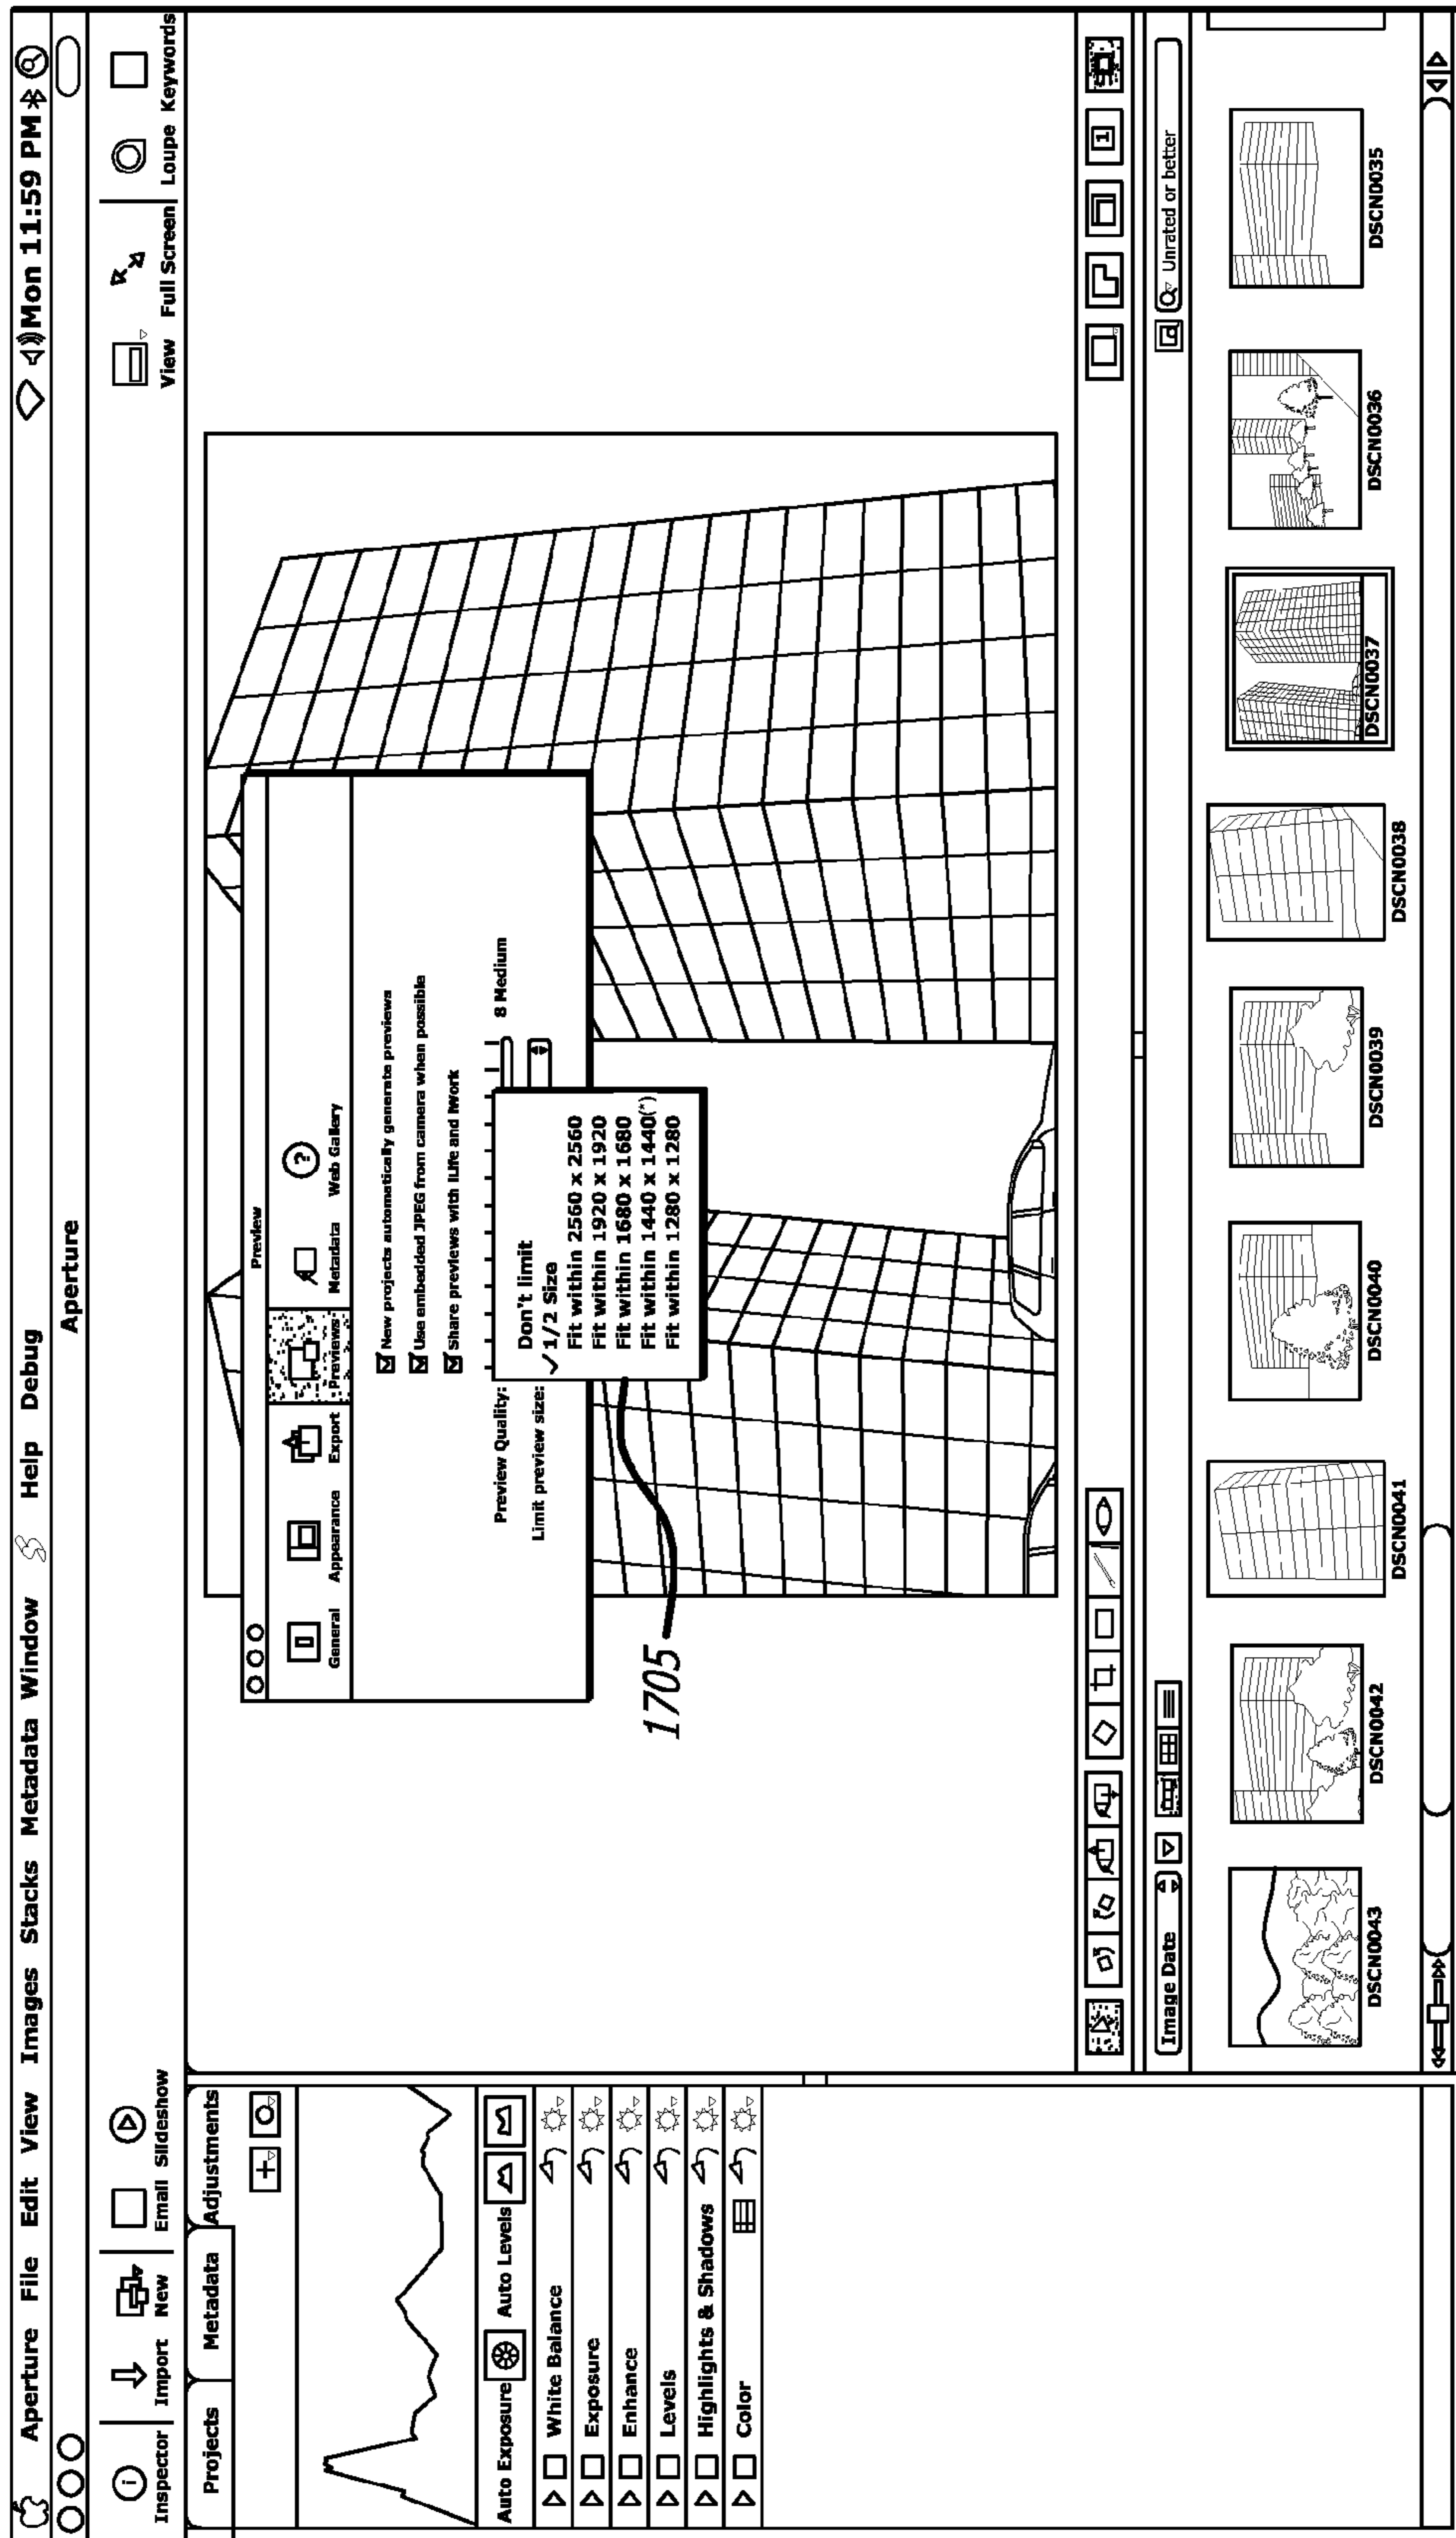 Aperture File Edit View Images Stacks Metadata Window Help Debug Mon 11:59 PM
Aperture
Inspector Import New Email Slideshow View Full Screen Loupe Keywords
Projects Metadata Adjustments
Auto Exposure Auto Levels
White Balance
Exposure
Enhance
Levels
Highlights & Shadows
Color
Preview
General Appearance Export Previews Metadata Web Gallery
New projects automatically generate previews
Use embedded JPEG from camera when possible
Share previews with iLife and iWork
Preview Quality: 8 Medium
Limit preview size:
Don't limit
1/2 Size
Fit within 2560 x 2560
Fit within 1920 x 1920
Fit within 1680 x 1680
Fit within 1440 x 1440(*)
Fit within 1280 x 1280
1705
1
Image Date Unrated or better
DSCN0043 DSCN0042 DSCN0041 DSCN0040 DSCN0039 DSCN0038 DSCN0037 DSCN0036 DSCN0035